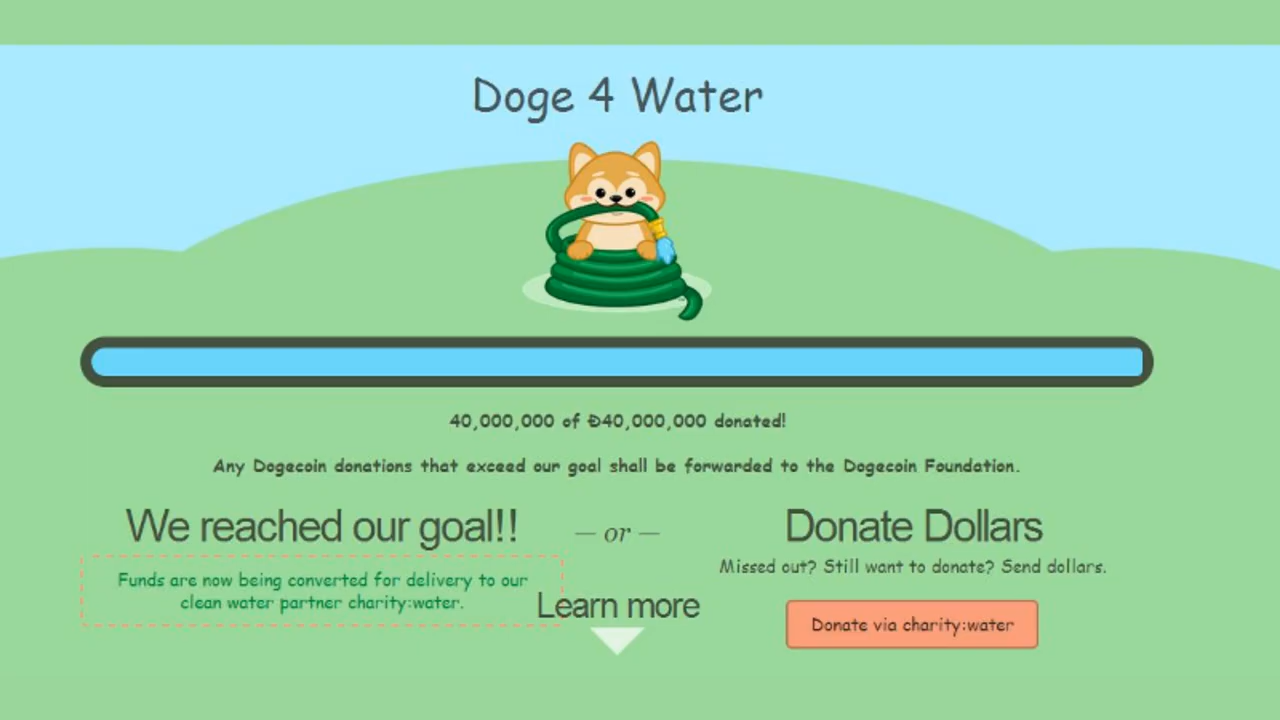 Doge 4 Water
40,000,000 of Ð40,000,000 donated!
Any Dogecoin donations that exceed our goal shall be forwarded to the Dogecoin Foundation.
We reached our goal!!
Funds are now being converted for delivery to our
clean water partner charity:water.
— or —
Learn more
Donate Dollars
Missed out? Still want to donate? Send dollars.
Donate via charity:water